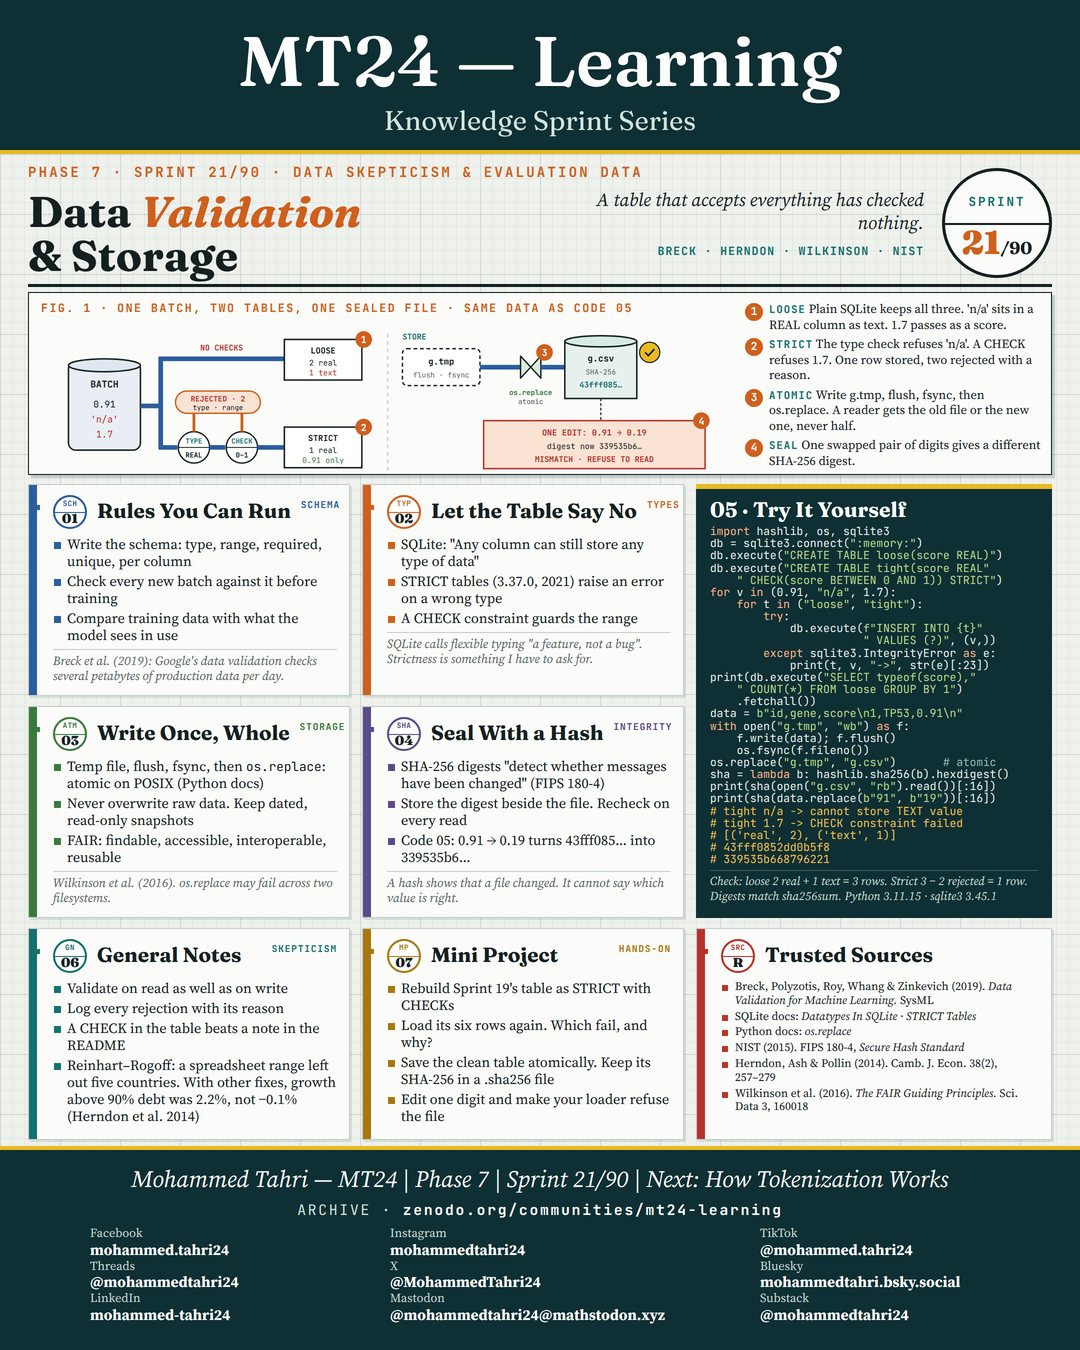 MT24 — Learning
Knowledge Sprint Series
PHASE 7 · SPRINT 21/90 · DATA SKEPTICISM & EVALUATION DATA
Data Validation
& Storage
A table that accepts everything has checked
nothing.
BRECK · HERNDON · WILKINSON · NIST
SPRINT
21/90
FIG. 1 · ONE BATCH, TWO TABLES, ONE SEALED FILE · SAME DATA AS CODE 05
BATCH
0.91
'n/a'
1.7
NO CHECKS
REJECTED · 2
type · range
TYPE
REAL
CHECK
0–1
LOOSE
2 real
1 text
1
STRICT
1 real
0.91 only
2
STORE
g.tmp
flush · fsync
3
os.replace
atomic
g.csv
SHA-256
43fff085…
ONE EDIT: 0.91 → 0.19
digest now 339535b6…
MISMATCH · REFUSE TO READ
4
1 LOOSE Plain SQLite keeps all three. 'n/a' sits in a
REAL column as text. 1.7 passes as a score.
2 STRICT The type check refuses 'n/a'. A CHECK
refuses 1.7. One row stored, two rejected with a
reason.
3 ATOMIC Write g.tmp, flush, fsync, then
os.replace. A reader gets the old file or the new
one, never half.
4 SEAL One swapped pair of digits gives a different
SHA-256 digest.
SCH
01
Rules You Can Run
SCHEMA
Write the schema: type, range, required,
unique, per column
Check every new batch against it before
training
Compare training data with what the
model sees in use
Breck et al. (2019): Google's data validation checks
several petabytes of production data per day.
TYP
02
Let the Table Say No
TYPES
SQLite: "Any column can still store any
type of data"
STRICT tables (3.37.0, 2021) raise an error
on a wrong type
A CHECK constraint guards the range
SQLite calls flexible typing "a feature, not a bug".
Strictness is something I have to ask for.
05 · Try It Yourself
import hashlib, os, sqlite3
db = sqlite3.connect(":memory:")
db.execute("CREATE TABLE loose(score REAL)")
db.execute("CREATE TABLE tight(score REAL"
    " CHECK(score BETWEEN 0 AND 1)) STRICT")
for v in (0.91, "n/a", 1.7):
    for t in ("loose", "tight"):
        try:
            db.execute(f"INSERT INTO {t}"
                       " VALUES (?)", (v,))
        except sqlite3.IntegrityError as e:
            print(t, v, "->", str(e)[:23])
print(db.execute("SELECT typeof(score),"
    " COUNT(*) FROM loose GROUP BY 1")
    .fetchall())
data = b"id,gene,score\n1,TP53,0.91\n"
with open("g.tmp", "wb") as f:
    f.write(data); f.flush()
    os.fsync(f.fileno())
os.replace("g.tmp", "g.csv")       # atomic
sha = lambda b: hashlib.sha256(b).hexdigest()
print(sha(open("g.csv", "rb").read())[:16])
print(sha(data.replace(b"91", b"19"))[:16])
# tight n/a -> cannot store TEXT value
# tight 1.7 -> CHECK constraint failed
# [('real', 2), ('text', 1)]
# 43fff0852dd0b5f8
# 339535b668796221
Check: loose 2 real + 1 text = 3 rows. Strict 3 − 2 rejected = 1 row.
Digests match sha256sum. Python 3.11.15 · sqlite3 3.45.1
ATM
03
Write Once, Whole
STORAGE
Temp file, flush, fsync, then os.replace:
atomic on POSIX (Python docs)
Never overwrite raw data. Keep dated,
read-only snapshots
FAIR: findable, accessible, interoperable,
reusable
Wilkinson et al. (2016). os.replace may fail across two
filesystems.
SHA
04
Seal With a Hash
INTEGRITY
SHA-256 digests "detect whether messages
have been changed" (FIPS 180-4)
Store the digest beside the file. Recheck on
every read
Code 05: 0.91 → 0.19 turns 43fff085… into
339535b6…
A hash shows that a file changed. It cannot say which
value is right.
GN
06
General Notes
SKEPTICISM
Validate on read as well as on write
Log every rejection with its reason
A CHECK in the table beats a note in the
README
Reinhart–Rogoff: a spreadsheet range left
out five countries. With other fixes, growth
above 90% debt was 2.2%, not −0.1%
(Herndon et al. 2014)
MP
07
Mini Project
HANDS-ON
Rebuild Sprint 19's table as STRICT with
CHECKs
Load its six rows again. Which fail, and
why?
Save the clean table atomically. Keep its
SHA-256 in a .sha256 file
Edit one digit and make your loader refuse
the file
SRC
R
Trusted Sources
Breck, Polyzotis, Roy, Whang & Zinkevich (2019). Data
Validation for Machine Learning. SysML
SQLite docs: Datatypes In SQLite · STRICT Tables
Python docs: os.replace
NIST (2015). FIPS 180-4, Secure Hash Standard
Herndon, Ash & Pollin (2014). Camb. J. Econ. 38(2),
257–279
Wilkinson et al. (2016). The FAIR Guiding Principles. Sci.
Data 3, 160018
Mohammed Tahri — MT24 | Phase 7 | Sprint 21/90 | Next: How Tokenization Works
ARCHIVE · zenodo.org/communities/mt24-learning
Facebook
mohammed.tahri24
Threads
@mohammedtahri24
LinkedIn
mohammed-tahri24
Instagram
mohammedtahri24
X
@MohammedTahri24
Mastodon
@mohammedtahri24@mathstodon.xyz
TikTok
@mohammed.tahri24
Bluesky
mohammedtahri.bsky.social
Substack
@mohammedtahri24